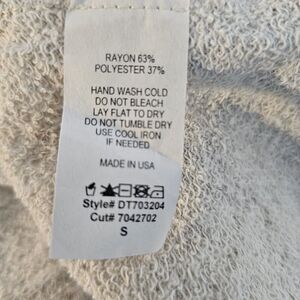 RAYON 63%
POLYESTER 37%
HAND WASH COLD
DO NOT BLEACH
LAY FLAT TO DRY
DO NOT TUMBLE DRY
USE COOL IRON
IF NEEDED
MADE IN USA
Style# DT703204
Cut# 7042702
S